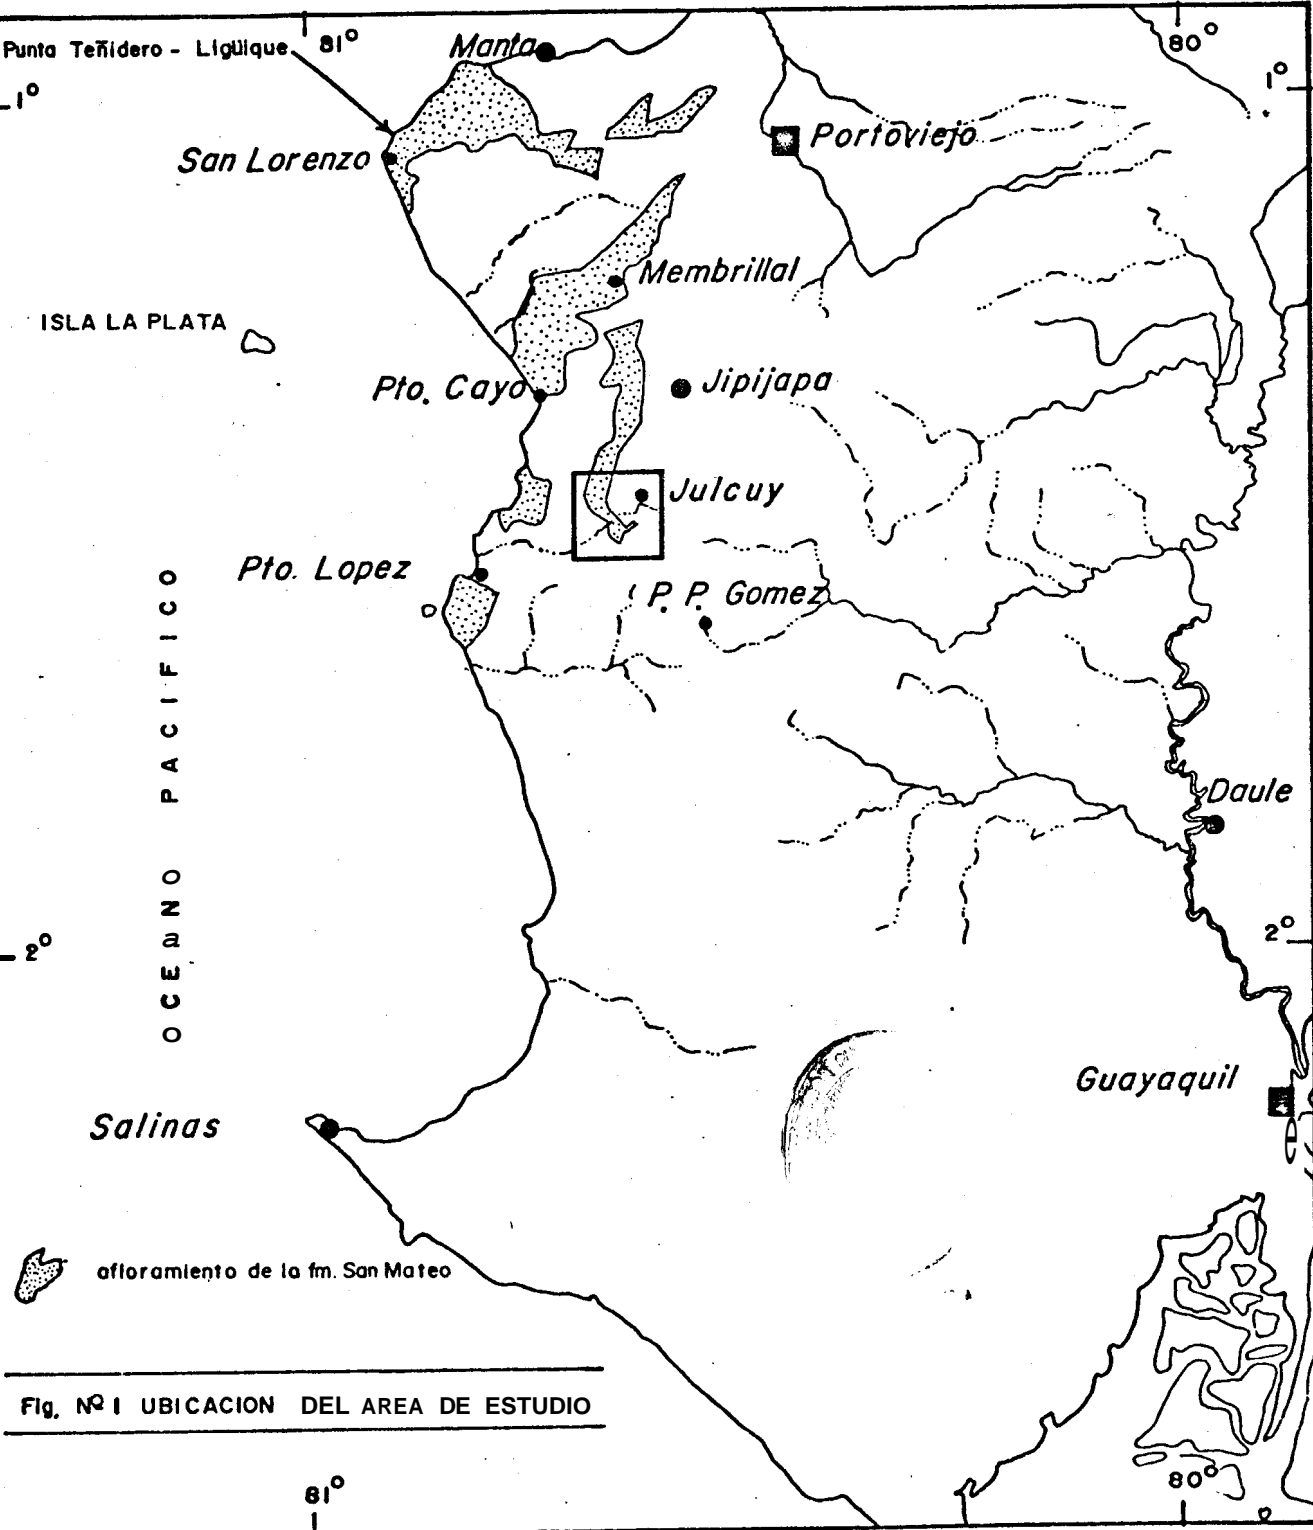 Punta Teñidero - Ligüique
81°
Manta
80°
1°
1°
San Lorenzo
Portoviejo
Membrillal
ISLA LA PLATA
Pto. Cayo
Jipijapa
Julcuy
Pto. Lopez
P. P. Gomez
OCEaNO PACIFICO
Daule
2°
2°
Guayaquil
Salinas
afloramiento de la fm. San Mateo
Fig. Nº 1 UBICACION DEL AREA DE ESTUDIO
81°
80°